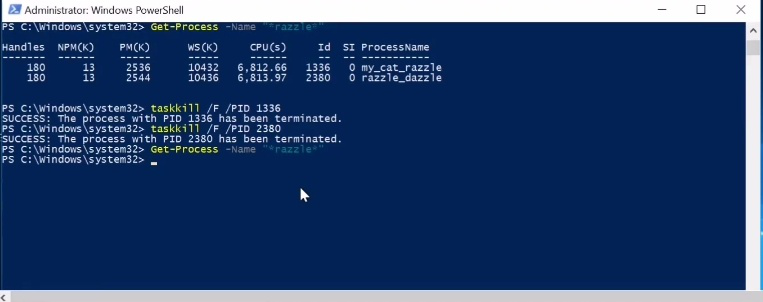 Administrator: Windows PowerShell
PS C:\Windows\system32> Get-Process -Name "*razzle*"
Handles NPM(K) PM(K) WS(K) CPU(s) Id SI ProcessName
------- ------ ----- ----- ------ -- -- -----------
180 13 2536 10432 6,812.66 1336 0 my_cat_razzle
180 13 2544 10436 6,813.97 2380 0 razzle_dazzle
PS C:\Windows\system32> taskkill /F /PID 1336
SUCCESS: The process with PID 1336 has been terminated.
PS C:\Windows\system32> taskkill /F /PID 2380
SUCCESS: The process with PID 2380 has been terminated.
PS C:\Windows\system32> Get-Process -Name "*razzle*"
PS C:\Windows\system32>